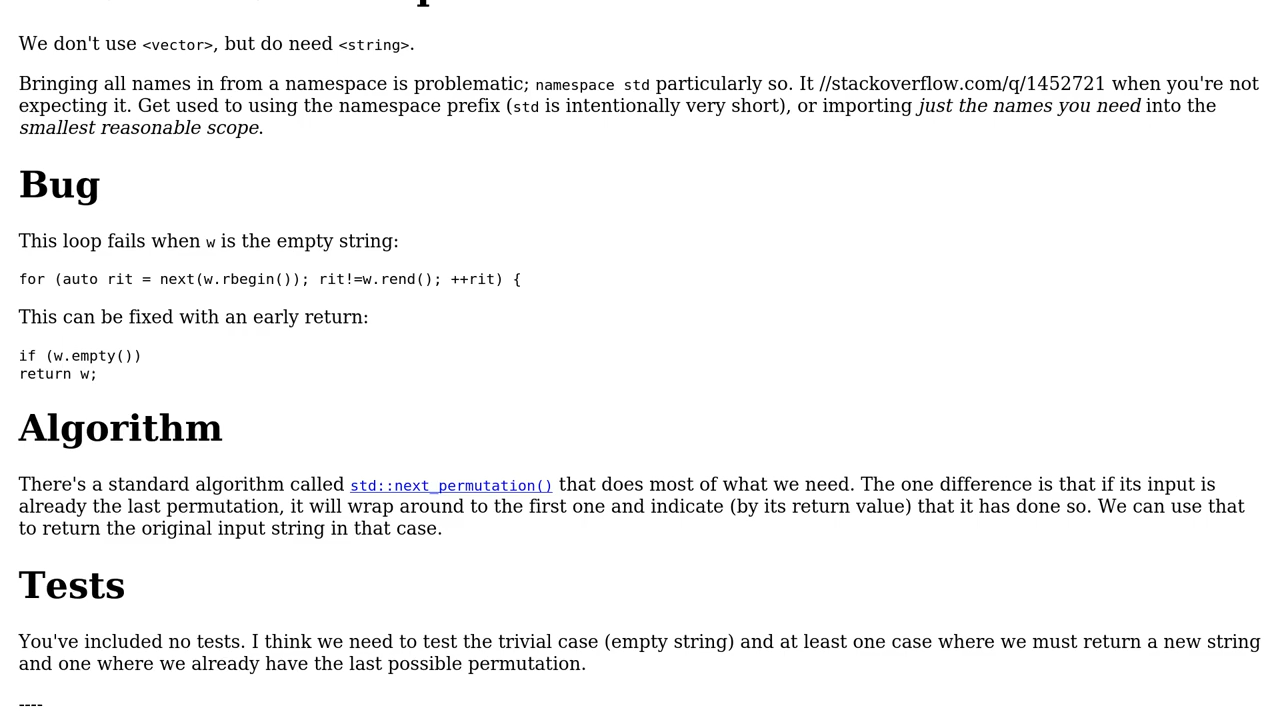 We don't use <vector>, but do need <string>.
Bringing all names in from a namespace is problematic; namespace std particularly so. It //stackoverflow.com/q/1452721 when you're not
expecting it. Get used to using the namespace prefix (std is intentionally very short), or importing just the names you need into the
smallest reasonable scope.
Bug
This loop fails when w is the empty string:
for (auto rit = next(w.rbegin()); rit!=w.rend(); ++rit) {
This can be fixed with an early return:
if (w.empty())
return w;
Algorithm
There's a standard algorithm called std::next_permutation() that does most of what we need. The one difference is that if its input is
already the last permutation, it will wrap around to the first one and indicate (by its return value) that it has done so. We can use that
to return the original input string in that case.
Tests
You've included no tests. I think we need to test the trivial case (empty string) and at least one case where we must return a new string
and one where we already have the last possible permutation.
----